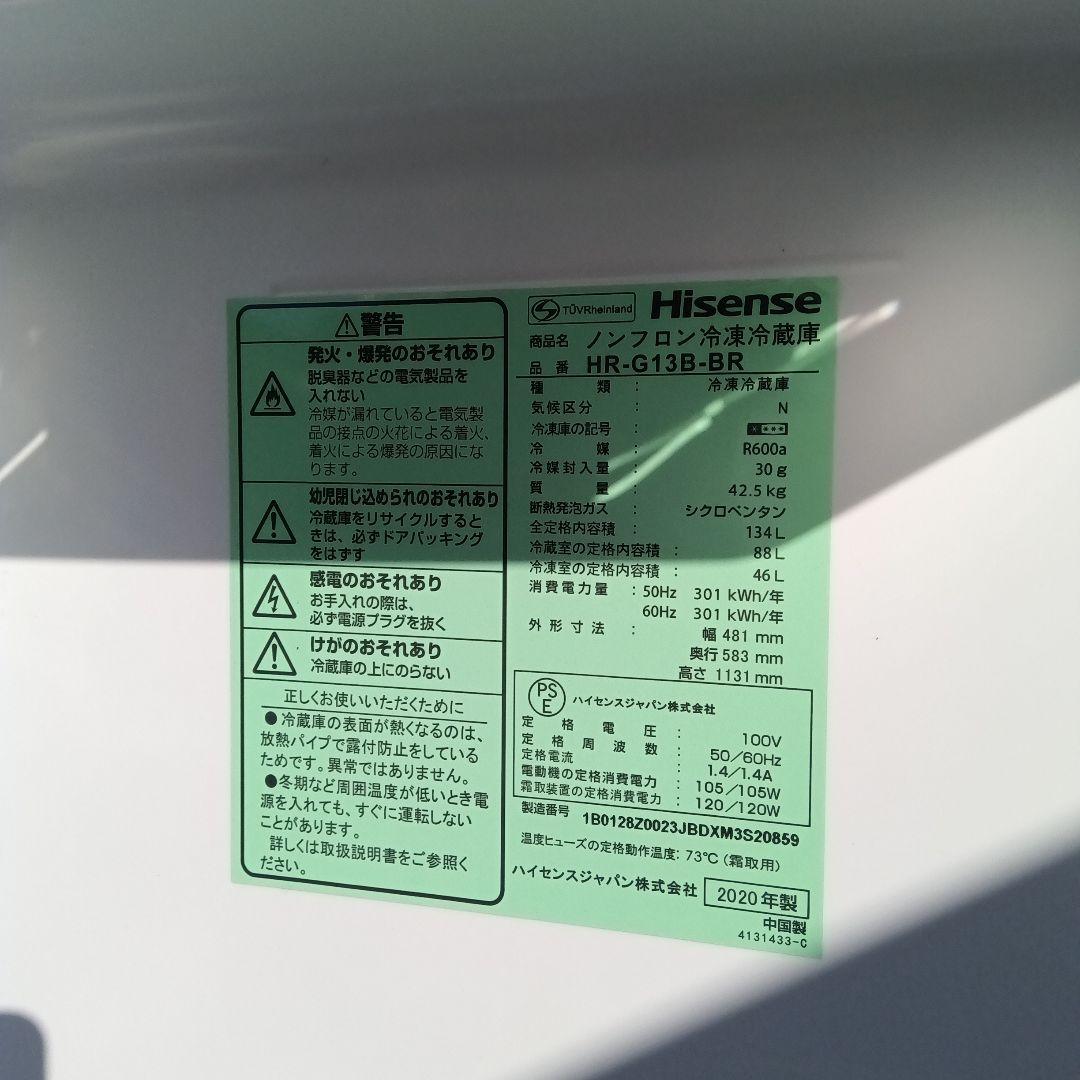 ⚠警告
発火・爆発のおそれあり
脱臭器などの電気製品を
入れない
冷媒が漏れていると電気製
品の接点の火花による着火、
着火による爆発の原因にな
ります。
幼児閉じ込められのおそれあり
冷蔵庫をリサイクルすると
きは、必ずドアパッキング
をはずす
感電のおそれあり
お手入れの際は、
必ず電源プラグを抜く
けがのおそれあり
冷蔵庫の上にのらない
正しくお使いいただくために
●冷蔵庫の表面が熱くなるのは、
放熱パイプで露付防止をしている
ためです。異常ではありません。
●冬期など周囲温度が低いとき電
源を入れても、すぐに運転しない
ことがあります。
詳しくは取扱説明書をご参照く
ださい。
TÜVRheinland Hisense
商品名 ノンフロン冷凍冷蔵庫
品番 HR-G13B-BR
種類 : 冷凍冷蔵庫
気候区分 : N
冷凍庫の記号 : * ***
冷媒 : R600a
冷媒封入量 : 30 g
質量 : 42.5 kg
断熱発泡ガス : シクロペンタン
全定格内容積 : 134 L
冷蔵室の定格内容積 : 88 L
冷凍室の定格内容積 : 46 L
消費電力量 : 50Hz 301 kWh/年
60Hz 301 kWh/年
外形寸法 : 幅 481 mm
奥行 583 mm
高さ 1131 mm
PSE ハイセンスジャパン株式会社
定格電圧 : 100V
定格周波数 : 50/60Hz
定格電流 : 1.4/1.4A
電動機の定格消費電力 : 105/105W
霜取装置の定格消費電力 : 120/120W
製造番号 1B0128Z0023JBDXM3S20859
温度ヒューズの定格動作温度: 73℃ (霜取用)
ハイセンスジャパン株式会社 2020年製
中国製
4131433-C